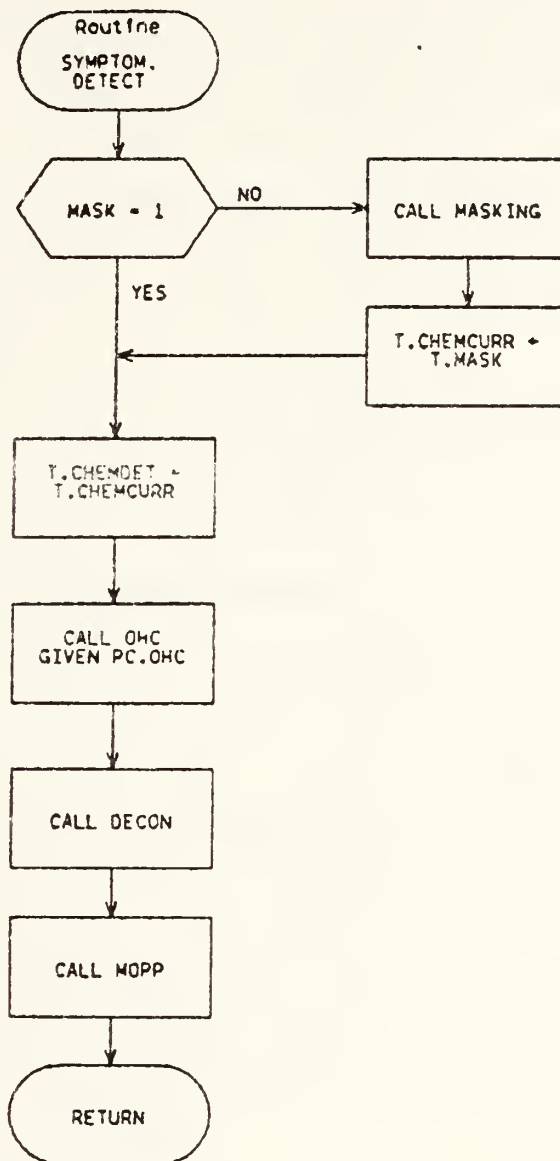 Routine
SYMPTOM.
DETECT
MASK = 1
NO
CALL MASKING
YES
T.CHEMCURR ←
T.MASK
T.CHEMDET ←
T.CHEMCURR
CALL OHC
GIVEN PC.OHC
CALL DECON
CALL MOPP
RETURN